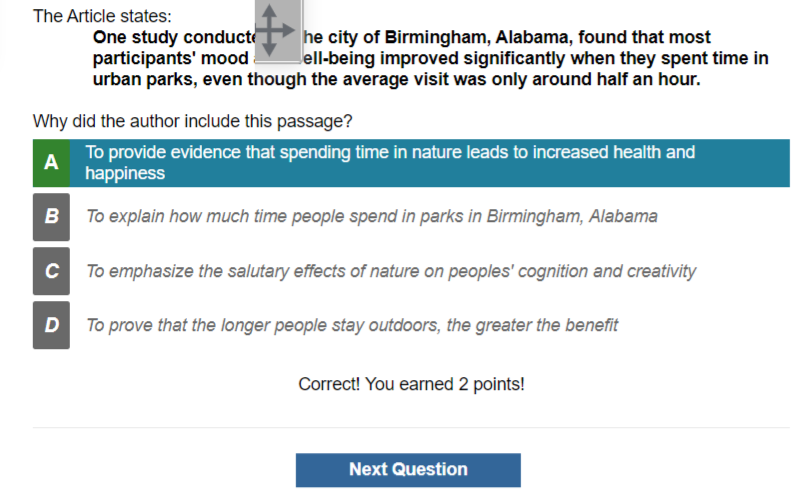 The Article states:
One study conducte he city of Birmingham, Alabama, found that most
participants' mood ell-being improved significantly when they spent time in
urban parks, even though the average visit was only around half an hour.
Why did the author include this passage?
A To provide evidence that spending time in nature leads to increased health and
happiness
B To explain how much time people spend in parks in Birmingham, Alabama
C To emphasize the salutary effects of nature on peoples' cognition and creativity
D To prove that the longer people stay outdoors, the greater the benefit
Correct! You earned 2 points!
Next Question